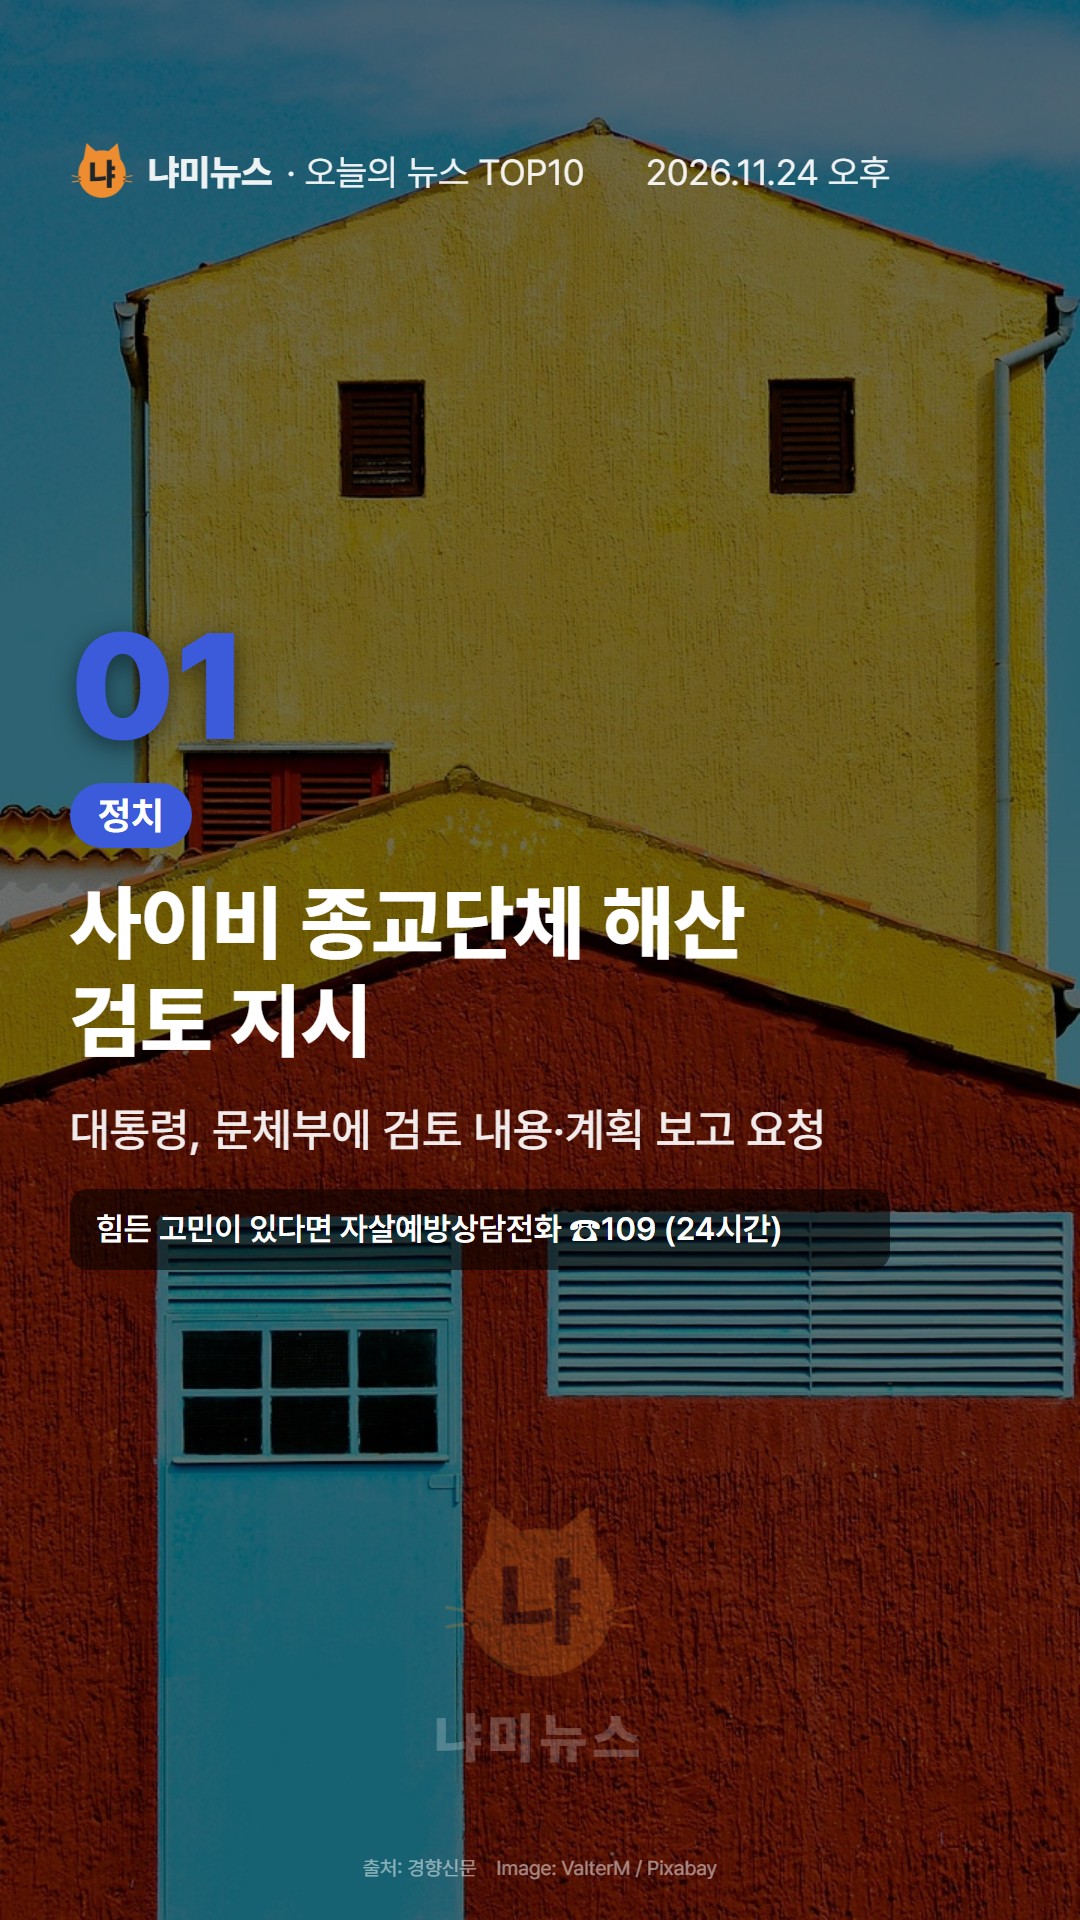 냐 냐미뉴스 · 오늘의 뉴스 TOP10 2026.11.24 오후
01
정치
사이비 종교단체 해산
검토 지시
대통령, 문체부에 검토 내용·계획 보고 요청
힘든 고민이 있다면 자살예방상담전화 ☎109 (24시간)
냐
냐미뉴스
출처: 경향신문 Image: ValterM / Pixabay